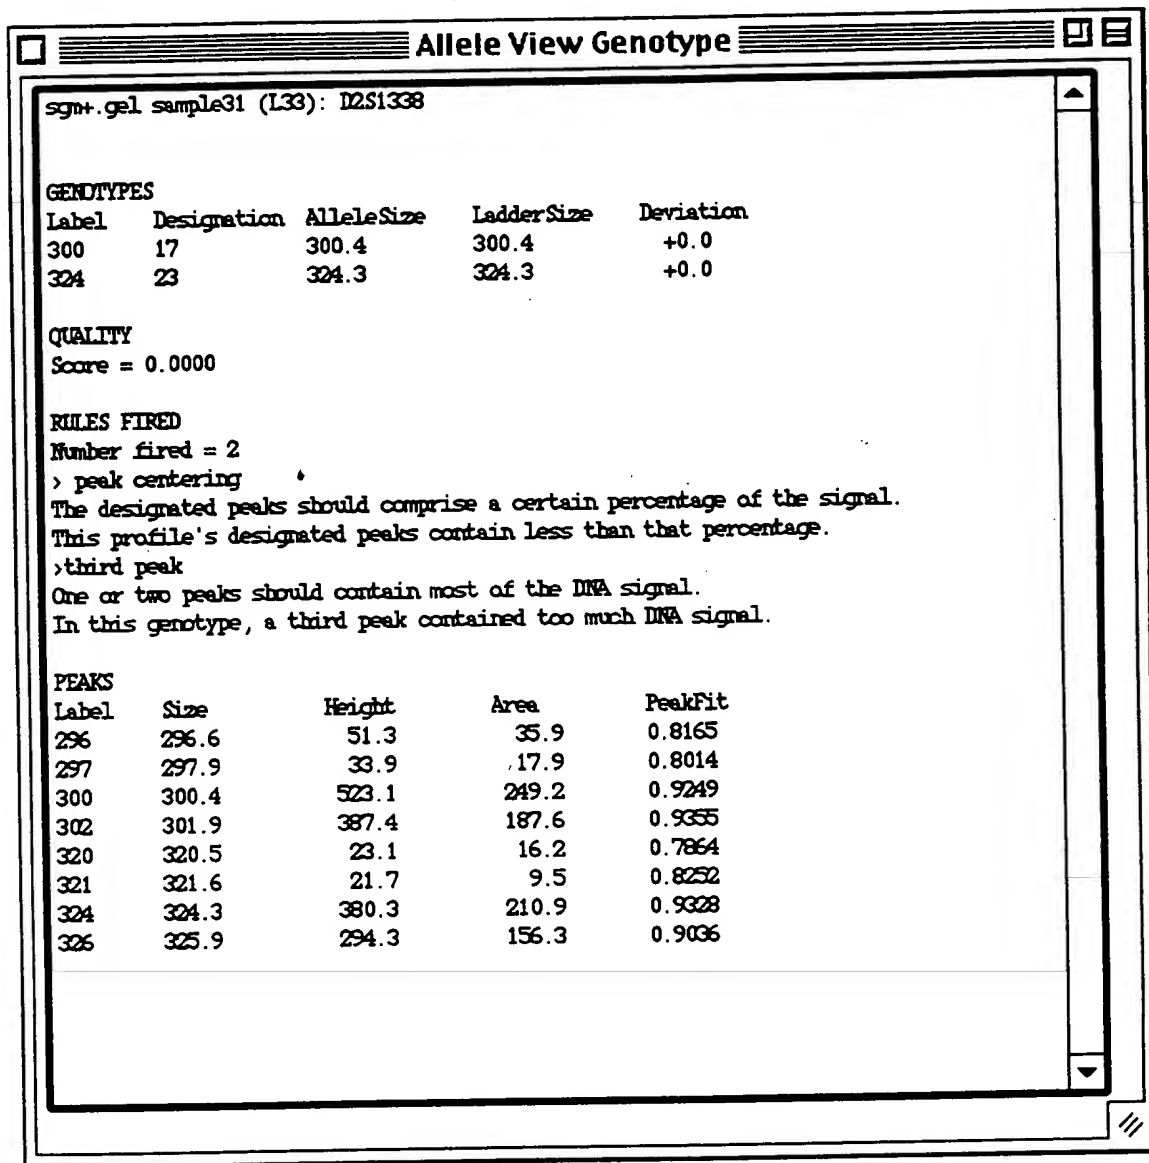 Allele View Genotype
sgm+.gel sample31 (L33): D2S1338
GENOTYPES
Label Designation AlleleSize LadderSize Deviation
300 17 300.4 300.4 +0.0
324 23 324.3 324.3 +0.0
QUALITY
Score = 0.0000
RULES FIRED
Number fired = 2
> peak centering
The designated peaks should comprise a certain percentage of the signal.
This profile's designated peaks contain less than that percentage.
>third peak
One or two peaks should contain most of the DNA signal.
In this genotype, a third peak contained too much DNA signal.
PEAKS
Label Size Height Area PeakFit
296 296.6 51.3 35.9 0.8165
297 297.9 33.9 17.9 0.8014
300 300.4 523.1 249.2 0.9249
302 301.9 387.4 187.6 0.9355
320 320.5 23.1 16.2 0.7864
321 321.6 21.7 9.5 0.8252
324 324.3 380.3 210.9 0.9328
326 325.9 294.3 156.3 0.9036